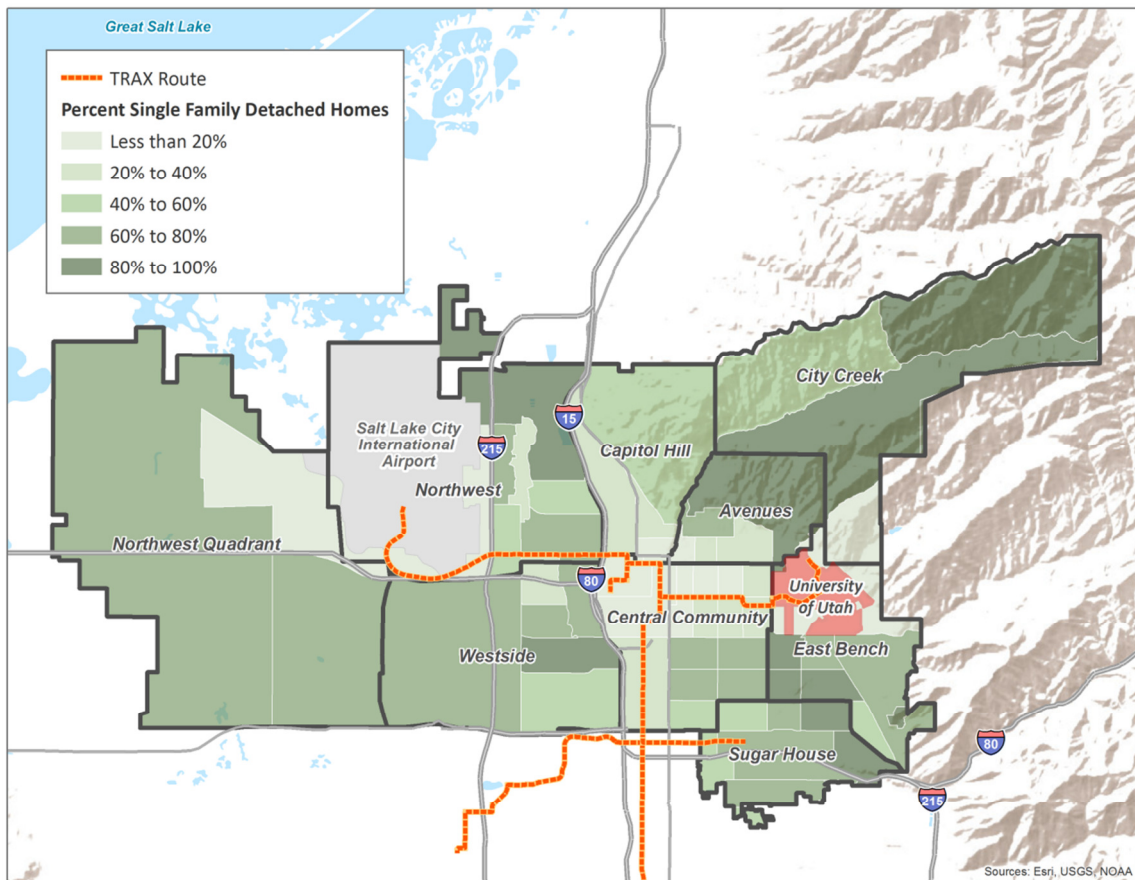 Great Salt Lake
TRAX Route
Percent Single Family Detached Homes
Less than 20%
20% to 40%
40% to 60%
60% to 80%
80% to 100%
City Creek
15
Salt Lake City
International
Airport
215
Capitol Hill
Northwest
Avenues
Northwest Quadrant
80
University
of Utah
Central Community
Westside
East Bench
Sugar House
80
215
Sources: Esri, USGS, NOAA